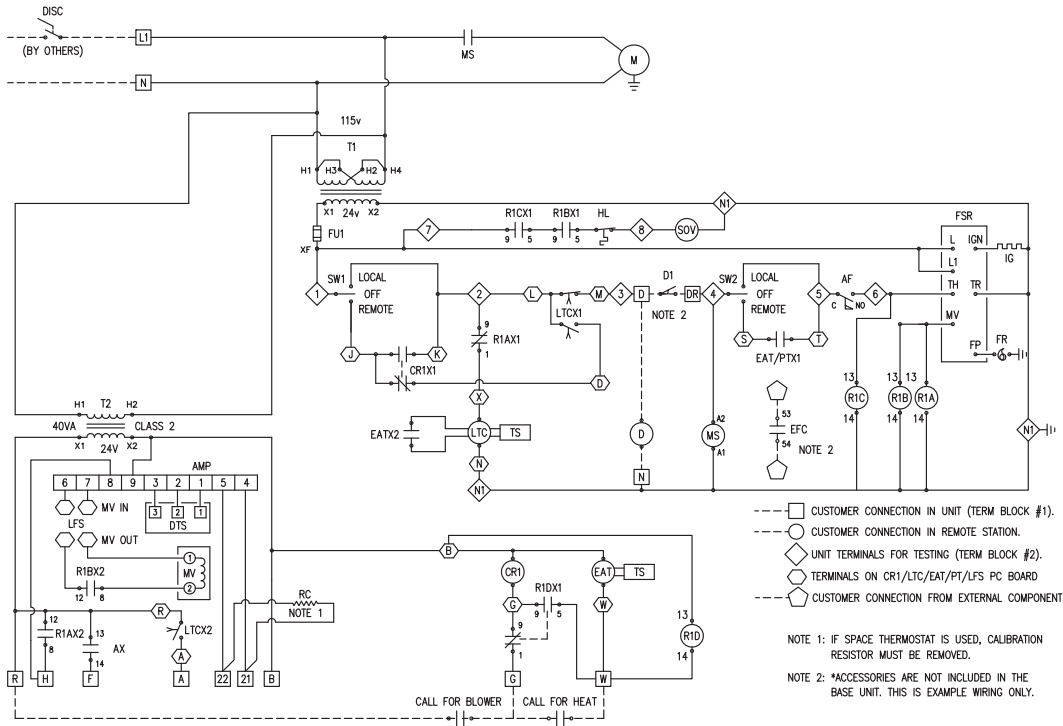 DISC
(BY OTHERS)
L1
N
MS
M
115v
T1
H1 H3 H2 H4
X1 24v X2
FU1
XF
N1
7
R1CX1
9 5
R1BX1
9 5
HL
8
SOV
FSR
L IGN
IG
L1
TH TR
MV
FP FR
1
SW1
LOCAL
OFF
REMOTE
J
K
CR1X1
2
9
R1AX1
1
X
L
M
LTCX1
D
3
D
D1
DR
NOTE 2
4
SW2
LOCAL
OFF
REMOTE
S
T
EAT/PTX1
5
AF
C NO
6
13
R1C
14
13
R1B
14
13
R1A
14
EATX2
LTC
TS
N
N1
D
N
A2
MS
A1
53
EFC
54
NOTE 2
N1
H1 T2 H2
40VA
CLASS 2
X1 24V X2
AMP
6 7 8 9 3 2 1 5 4
MV IN
3 2 1
DTS
LFS
MV OUT
R1BX2
12 8
1
MV
2
R
12
R1AX2
8
13
AX
14
LTCX2
A
RC
NOTE 1
R
H
F
A
22
21
B
B
CR1
G
9
1
R1DX1
9 5
EAT
TS
W
13
R1D
14
G
W
CALL FOR BLOWER
CALL FOR HEAT
CUSTOMER CONNECTION IN UNIT (TERM BLOCK #1).
CUSTOMER CONNECTION IN REMOTE STATION.
UNIT TERMINALS FOR TESTING (TERM BLOCK #2).
TERMINALS ON CR1/LTC/EAT/PT/LFS PC BOARD
CUSTOMER CONNECTION FROM EXTERNAL COMPONENT
NOTE 1: IF SPACE THERMOSTAT IS USED, CALIBRATION
RESISTOR MUST BE REMOVED.
NOTE 2: *ACCESSORIES ARE NOT INCLUDED IN THE
BASE UNIT. THIS IS EXAMPLE WIRING ONLY.